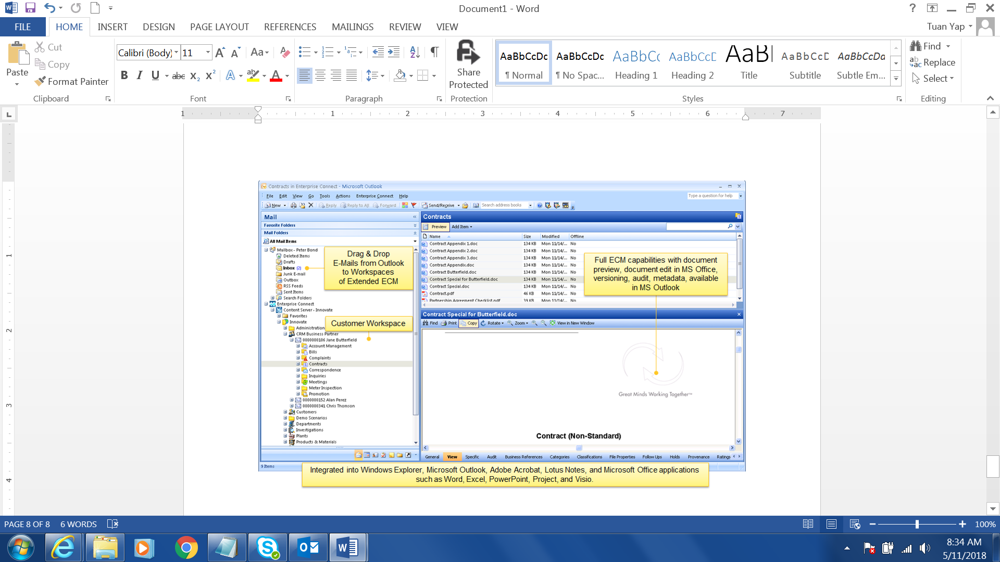 Document1 - Word
FILE
HOME
INSERT
DESIGN
PAGE LAYOUT
REFERENCES
MAILINGS
REVIEW
VIEW
Tuan Yap
Paste
Cut
Copy
Format Painter
Clipboard
Calibri (Body)
11
Font
Paragraph
Share
Protected
Protection
AaBbCcDc
¶ Normal
AaBbCcDc
¶ No Spac...
AaBbCc
Heading 1
AaBbCcD
Heading 2
AaB
Title
AaBbCcD
Subtitle
AaBbCcDa
Subtle Em...
Styles
Find
Replace
Select
Editing
1 1 2 3 4 5 6 7
1
2
3
4
Contracts in Enterprise Connect - Microsoft Outlook
File Edit View Go Tools Actions Enterprise Connect Help
Type a question for help
New Reply Reply to All Forward Send/Receive Search address books
Mail
Favorite Folders
Mail Folders
All Mail Items
Mailbox - Peter Bond
Deleted Items
Drafts
Inbox (2)
Junk E-mail
Outbox
RSS Feeds
Sent Items
Search Folders
Enterprise Connect
Content Server - Innovate
Favorites
Innovate
Administration
CRM Business Partner
0000000106 Jane Butterfield
Account Management
Bills
Complaints
Contracts
Correspondence
Inquiries
Meetings
Meter Inspection
Promotion
0000000152 Alan Perez
0000000341 Chris Thomson
Customers
Demo Scenarios
Departments
Investigations
Plants
Products & Materials
9 Items
Drag & Drop
E-Mails from Outlook
to Workspaces
of Extended ECM
Customer Workspace
Contracts
Preview Add Item
Name Size Modified Offline
Contract Appendix 1.doc 134 KB Mon 11/14/... No
Contract Appendix 2.doc 134 KB Mon 11/14/... No
Contract Appendix 3.doc 134 KB Mon 11/14/... No
Contract Appendix.doc 134 KB Mon 11/14/... No
Contract Butterfield.doc 134 KB Mon 11/14/... No
Contract Special for Butterfield.doc 134 KB Mon 11/14/... No
Contract Special.doc 134 KB Mon 11/14/... No
Contract.pdf 46 KB Mon 11/14/... No
Partnership Agreement Checklist.pdf 39 KB Mon 11/14/... No
Full ECM capabilities with document
preview, document edit in MS Office,
versioning, audit, metadata, available
in MS Outlook
Contract Special for Butterfield.doc
Find Print Copy Rotate Zoom View in New Window
Great Minds Working Together™
Contract (Non-Standard)
General View Specific Audit Business References Categories Classifications File Properties Follow Ups Holds Provenance Ratings
Integrated into Windows Explorer, Microsoft Outlook, Adobe Acrobat, Lotus Notes, and Microsoft Office applications
such as Word, Excel, PowerPoint, Project, and Visio.
PAGE 8 OF 8
6 WORDS
100%
8:34 AM
5/11/2018